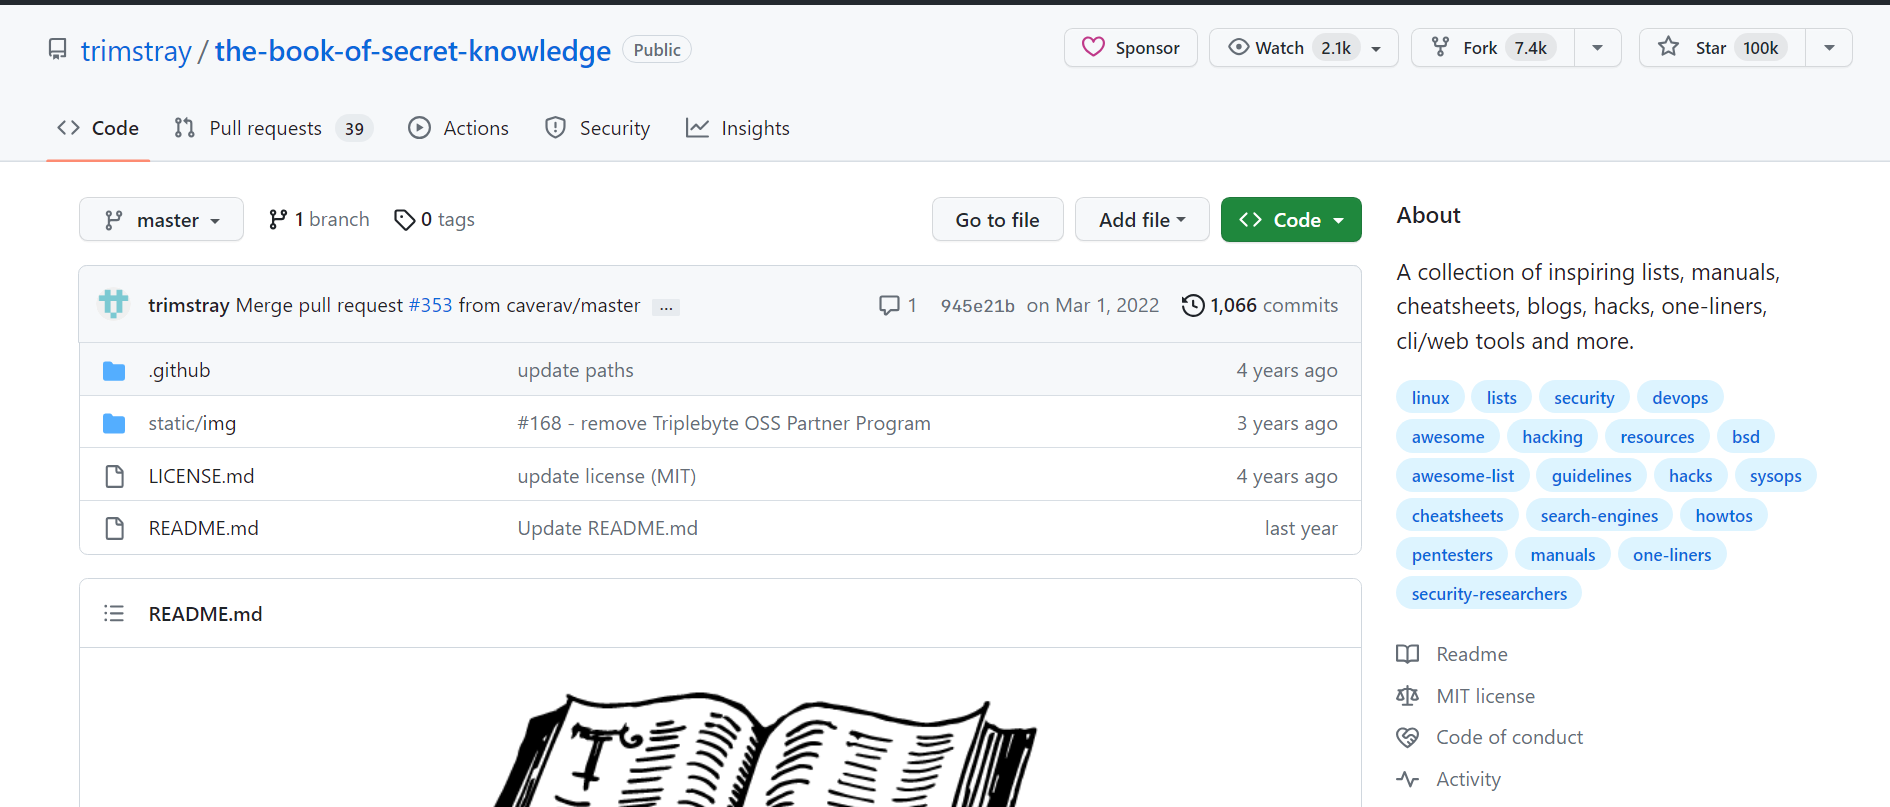 trimstray / the-book-of-secret-knowledge Public Sponsor Watch 2.1k Fork 7.4k Star 100k
Code Pull requests 39 Actions Security Insights
master 1 branch 0 tags Go to file Add file Code
trimstray Merge pull request #353 from caverav/master ... 1 945e21b on Mar 1, 2022 1,066 commits
.github update paths 4 years ago
static/img #168 - remove Triplebyte OSS Partner Program 3 years ago
LICENSE.md update license (MIT) 4 years ago
README.md Update README.md last year
README.md
About
A collection of inspiring lists, manuals,
cheatsheets, blogs, hacks, one-liners,
cli/web tools and more.
linux lists security devops
awesome hacking resources bsd
awesome-list guidelines hacks sysops
cheatsheets search-engines howtos
pentesters manuals one-liners
security-researchers
Readme
MIT license
Code of conduct
Activity